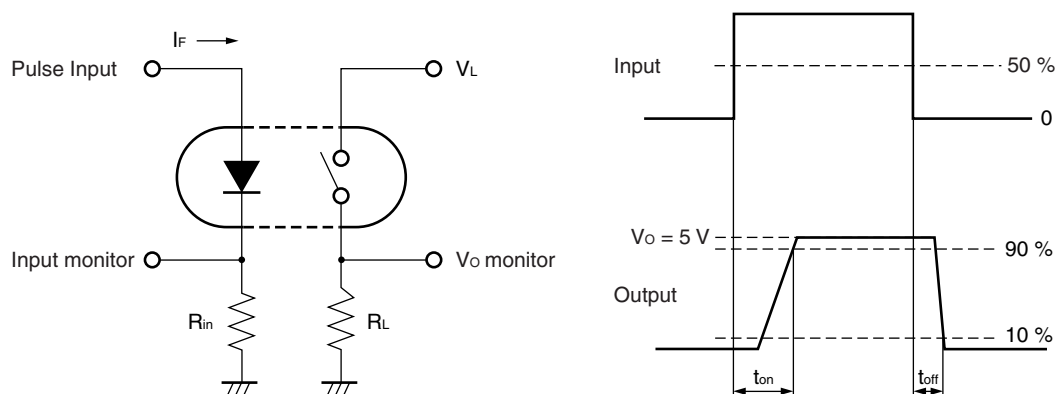 IF
Pulse Input
VL
Input monitor
VO monitor
Rin
RL
Input
50 %
0
VO = 5 V
90 %
Output
10 %
ton
toff